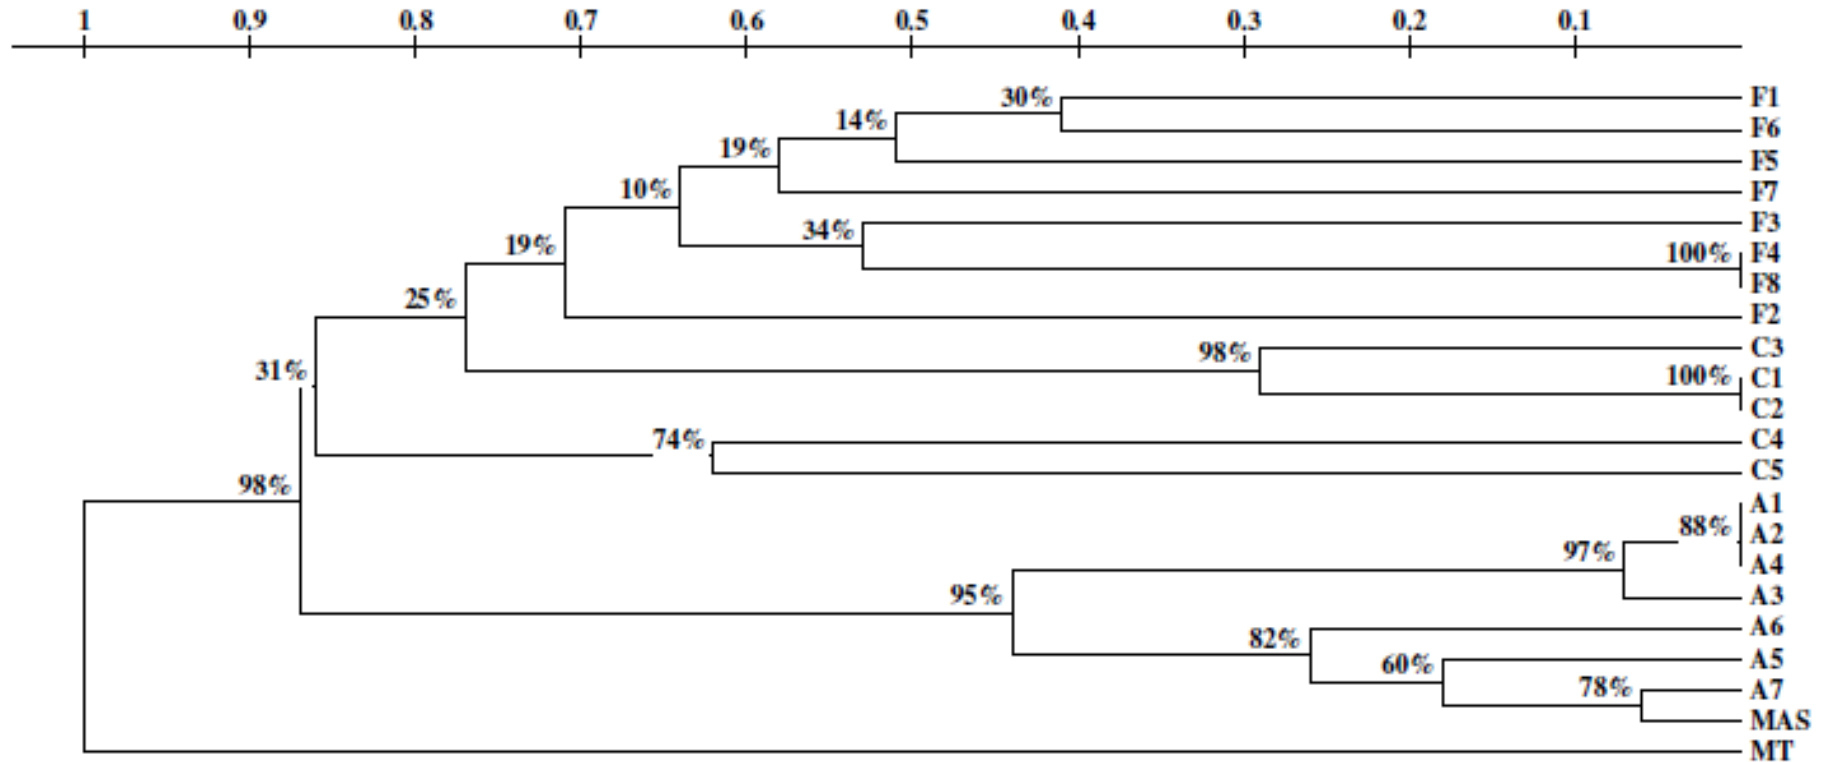 1 0.9 0.8 0.7 0.6 0.5 0.4 0.3 0.2 0.1
30% F1
14% F6
19% F5
10% F7
34% F3
19% 100% F4
F8
25% F2
98% C3
31% 100% C1
C2
74% C4
C5
98% A1
88% A2
97% A4
95% A3
82% A6
60% A5
78% A7
MAS
MT